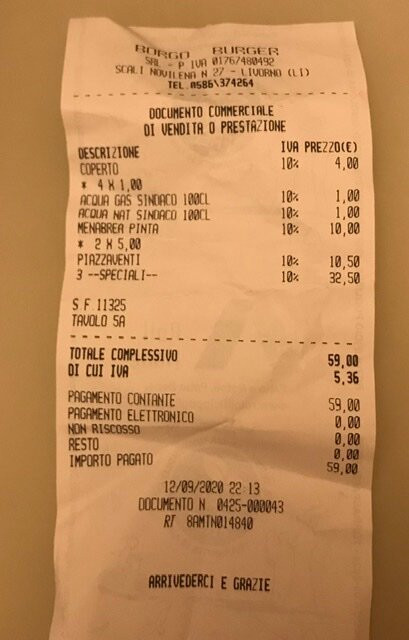 BORGO BURGER
SRL - P IVA 01767480492
SCALI NOVILENA N 27 - LIVORNO (LI)
TEL.0586\374264
DOCUMENTO COMMERCIALE
DI VENDITA O PRESTAZIONE
DESCRIZIONE IVA PREZZO(€)
COPERTO 10% 4,00
* 4 X 1,00
ACQUA GAS SINDACO 100CL 10% 1,00
ACQUA NAT SINDACO 100CL 10% 1,00
MENABREA PINTA 10% 10,00
* 2 X 5,00
PIAZZAVENTI 10% 10,50
3 --SPECIALI-- 10% 32,50
S F 11325
TAVOLO 5A
TOTALE COMPLESSIVO 59,00
DI CUI IVA 5,36
PAGAMENTO CONTANTE 59,00
PAGAMENTO ELETTRONICO 0,00
NON RISCOSSO 0,00
RESTO 0,00
IMPORTO PAGATO 59,00
12/09/2020 22 13
DOCUMENTO N 0425-000043
RT 8AMTN014840
ARRIVEDERCI E GRAZIE